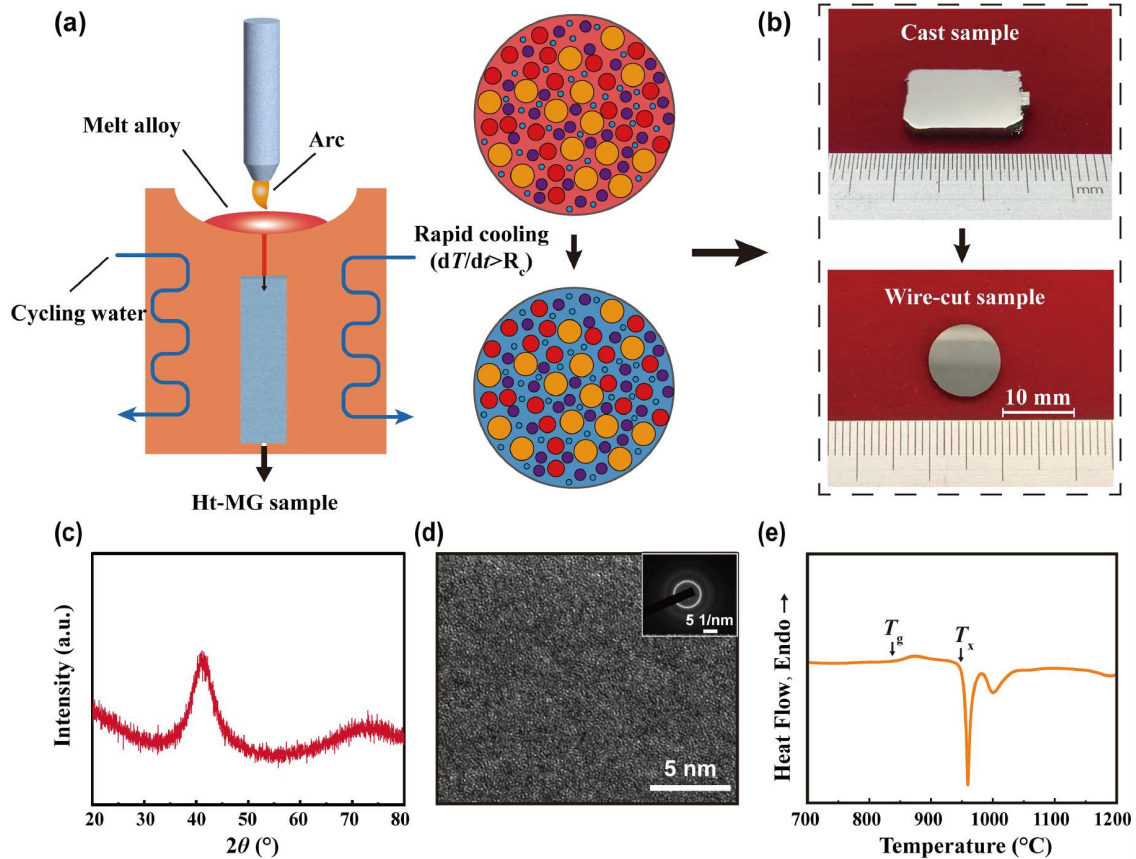 (a)
Melt alloy
Arc
Rapid cooling
(dT/dt>Rc)
Cycling water
Ht-MG sample
(b)
Cast sample
mm
Wire-cut sample
10 mm
(c)
Intensity (a.u.)
20 30 40 50 60 70 80
2θ (°)
(d)
5 1/nm
5 nm
(e)
Heat Flow, Endo →
Tg
Tx
700 800 900 1000 1100 1200
Temperature (°C)